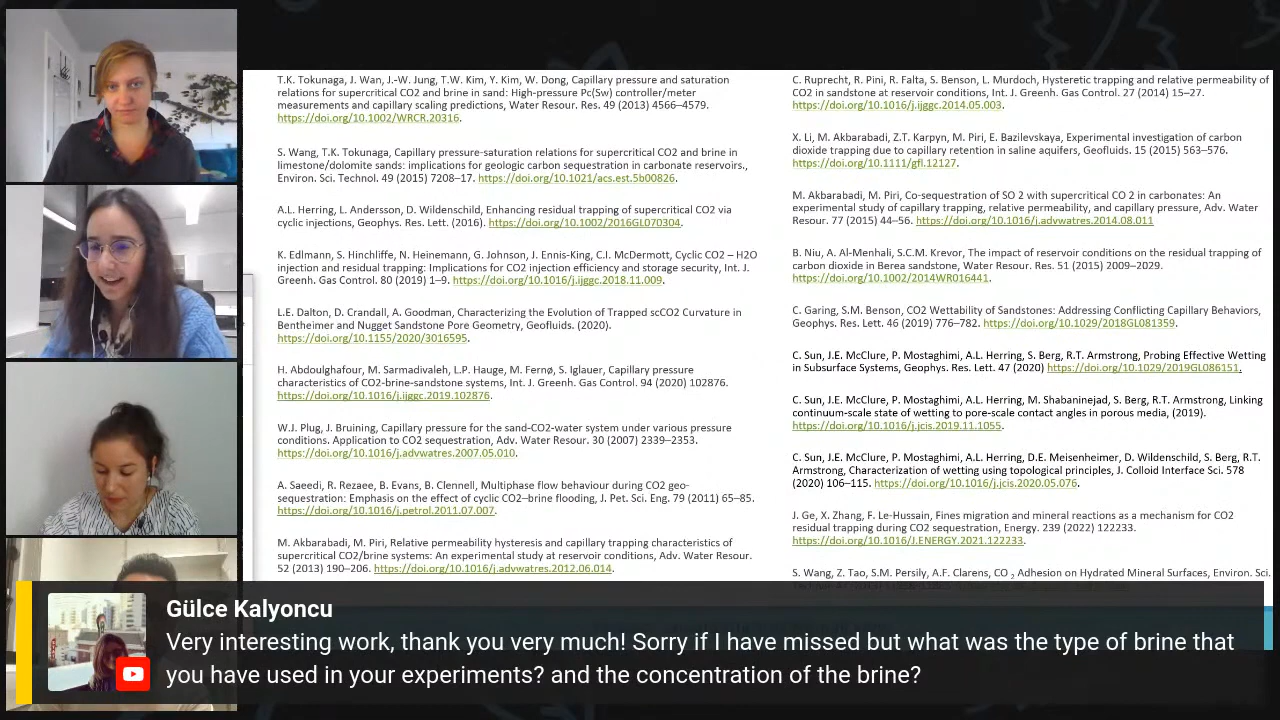 T.K. Tokunaga, J. Wan, J.-W. Jung, T.W. Kim, Y. Kim, W. Dong, Capillary pressure and saturation
relations for supercritical CO2 and brine in sand: High-pressure Pc(Sw) controller/meter
measurements and capillary scaling predictions, Water Resour. Res. 49 (2013) 4566–4579.
https://doi.org/10.1002/WRCR.20316.
S. Wang, T.K. Tokunaga, Capillary pressure-saturation relations for supercritical CO2 and brine in
limestone/dolomite sands: implications for geologic carbon sequestration in carbonate reservoirs.,
Environ. Sci. Technol. 49 (2015) 7208–17. https://doi.org/10.1021/acs.est.5b00826.
A.L. Herring, L. Andersson, D. Wildenschild, Enhancing residual trapping of supercritical CO2 via
cyclic injections, Geophys. Res. Lett. (2016). https://doi.org/10.1002/2016GL070304.
K. Edlmann, S. Hinchliffe, N. Heinemann, G. Johnson, J. Ennis-King, C.I. McDermott, Cyclic CO2 – H2O
injection and residual trapping: Implications for CO2 injection efficiency and storage security, Int. J.
Greenh. Gas Control. 80 (2019) 1–9. https://doi.org/10.1016/j.ijggc.2018.11.009.
L.E. Dalton, D. Crandall, A. Goodman, Characterizing the Evolution of Trapped scCO2 Curvature in
Bentheimer and Nugget Sandstone Pore Geometry, Geofluids. (2020).
https://doi.org/10.1155/2020/3016595.
H. Abdoulghafour, M. Sarmadivaleh, L.P. Hauge, M. Fernø, S. Iglauer, Capillary pressure
characteristics of CO2-brine-sandstone systems, Int. J. Greenh. Gas Control. 94 (2020) 102876.
https://doi.org/10.1016/j.ijggc.2019.102876.
W.J. Plug, J. Bruining, Capillary pressure for the sand-CO2-water system under various pressure
conditions. Application to CO2 sequestration, Adv. Water Resour. 30 (2007) 2339–2353.
https://doi.org/10.1016/j.advwatres.2007.05.010.
A. Saeedi, R. Rezaee, B. Evans, B. Clennell, Multiphase flow behaviour during CO2 geo-
sequestration: Emphasis on the effect of cyclic CO2–brine flooding, J. Pet. Sci. Eng. 79 (2011) 65–85.
https://doi.org/10.1016/j.petrol.2011.07.007.
M. Akbarabadi, M. Piri, Relative permeability hysteresis and capillary trapping characteristics of
supercritical CO2/brine systems: An experimental study at reservoir conditions, Adv. Water Resour.
52 (2013) 190–206. https://doi.org/10.1016/j.advwatres.2012.06.014.
C. Ruprecht, R. Pini, R. Falta, S. Benson, L. Murdoch, Hysteretic trapping and relative permeability of
CO2 in sandstone at reservoir conditions, Int. J. Greenh. Gas Control. 27 (2014) 15–27.
https://doi.org/10.1016/j.ijggc.2014.05.003.
X. Li, M. Akbarabadi, Z.T. Karpyn, M. Piri, E. Bazilevskaya, Experimental investigation of carbon
dioxide trapping due to capillary retention in saline aquifers, Geofluids. 15 (2015) 563–576.
https://doi.org/10.1111/gfl.12127.
M. Akbarabadi, M. Piri, Co-sequestration of SO 2 with supercritical CO 2 in carbonates: An
experimental study of capillary trapping, relative permeability, and capillary pressure, Adv. Water
Resour. 77 (2015) 44–56. https://doi.org/10.1016/j.advwatres.2014.08.011
B. Niu, A. Al-Menhali, S.C.M. Krevor, The impact of reservoir conditions on the residual trapping of
carbon dioxide in Berea sandstone, Water Resour. Res. 51 (2015) 2009–2029.
https://doi.org/10.1002/2014WR016441.
C. Garing, S.M. Benson, CO2 Wettability of Sandstones: Addressing Conflicting Capillary Behaviors,
Geophys. Res. Lett. 46 (2019) 776–782. https://doi.org/10.1029/2018GL081359.
C. Sun, J.E. McClure, P. Mostaghimi, A.L. Herring, S. Berg, R.T. Armstrong, Probing Effective Wetting
in Subsurface Systems, Geophys. Res. Lett. 47 (2020) https://doi.org/10.1029/2019GL086151.
C. Sun, J.E. McClure, P. Mostaghimi, A.L. Herring, M. Shabaninejad, S. Berg, R.T. Armstrong, Linking
continuum-scale state of wetting to pore-scale contact angles in porous media, (2019).
https://doi.org/10.1016/j.jcis.2019.11.1055.
C. Sun, J.E. McClure, P. Mostaghimi, A.L. Herring, D.E. Meisenheimer, D. Wildenschild, S. Berg, R.T.
Armstrong, Characterization of wetting using topological principles, J. Colloid Interface Sci. 578
(2020) 106–115. https://doi.org/10.1016/j.jcis.2020.05.076.
J. Ge, X. Zhang, F. Le-Hussain, Fines migration and mineral reactions as a mechanism for CO2
residual trapping during CO2 sequestration, Energy. 239 (2022) 122233.
https://doi.org/10.1016/J.ENERGY.2021.122233.
S. Wang, Z. Tao, S.M. Persily, A.F. Clarens, CO 2 Adhesion on Hydrated Mineral Surfaces, Environ. Sci.
Gülce Kalyoncu
Very interesting work, thank you very much! Sorry if I have missed but what was the type of brine that
you have used in your experiments? and the concentration of the brine?